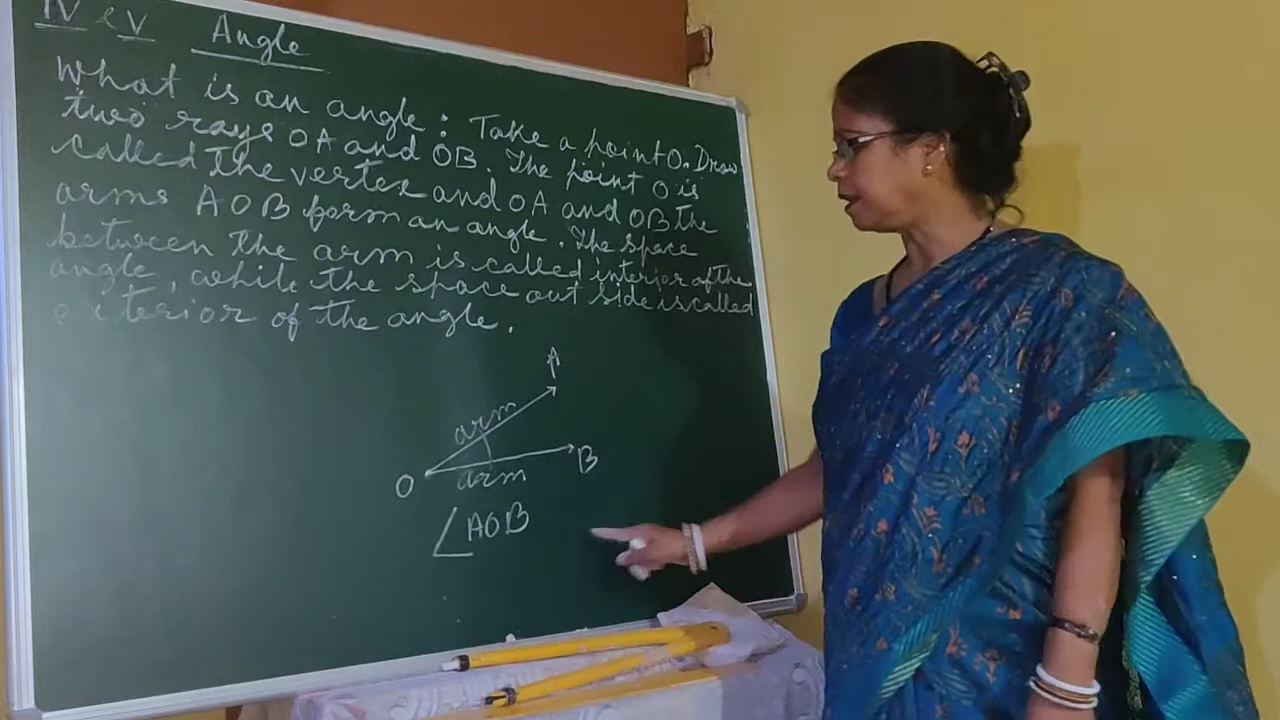 IV & V Angle
What is an angle : Take a point O. Draw
two rays OA and OB. The point O is
called the vertex and OA and OB the
arms AOB form an angle. The space
between the arm is called interior of the
angle, while the space out side is called
exterior of the angle.
A
arm
B
arm
O
∠AOB